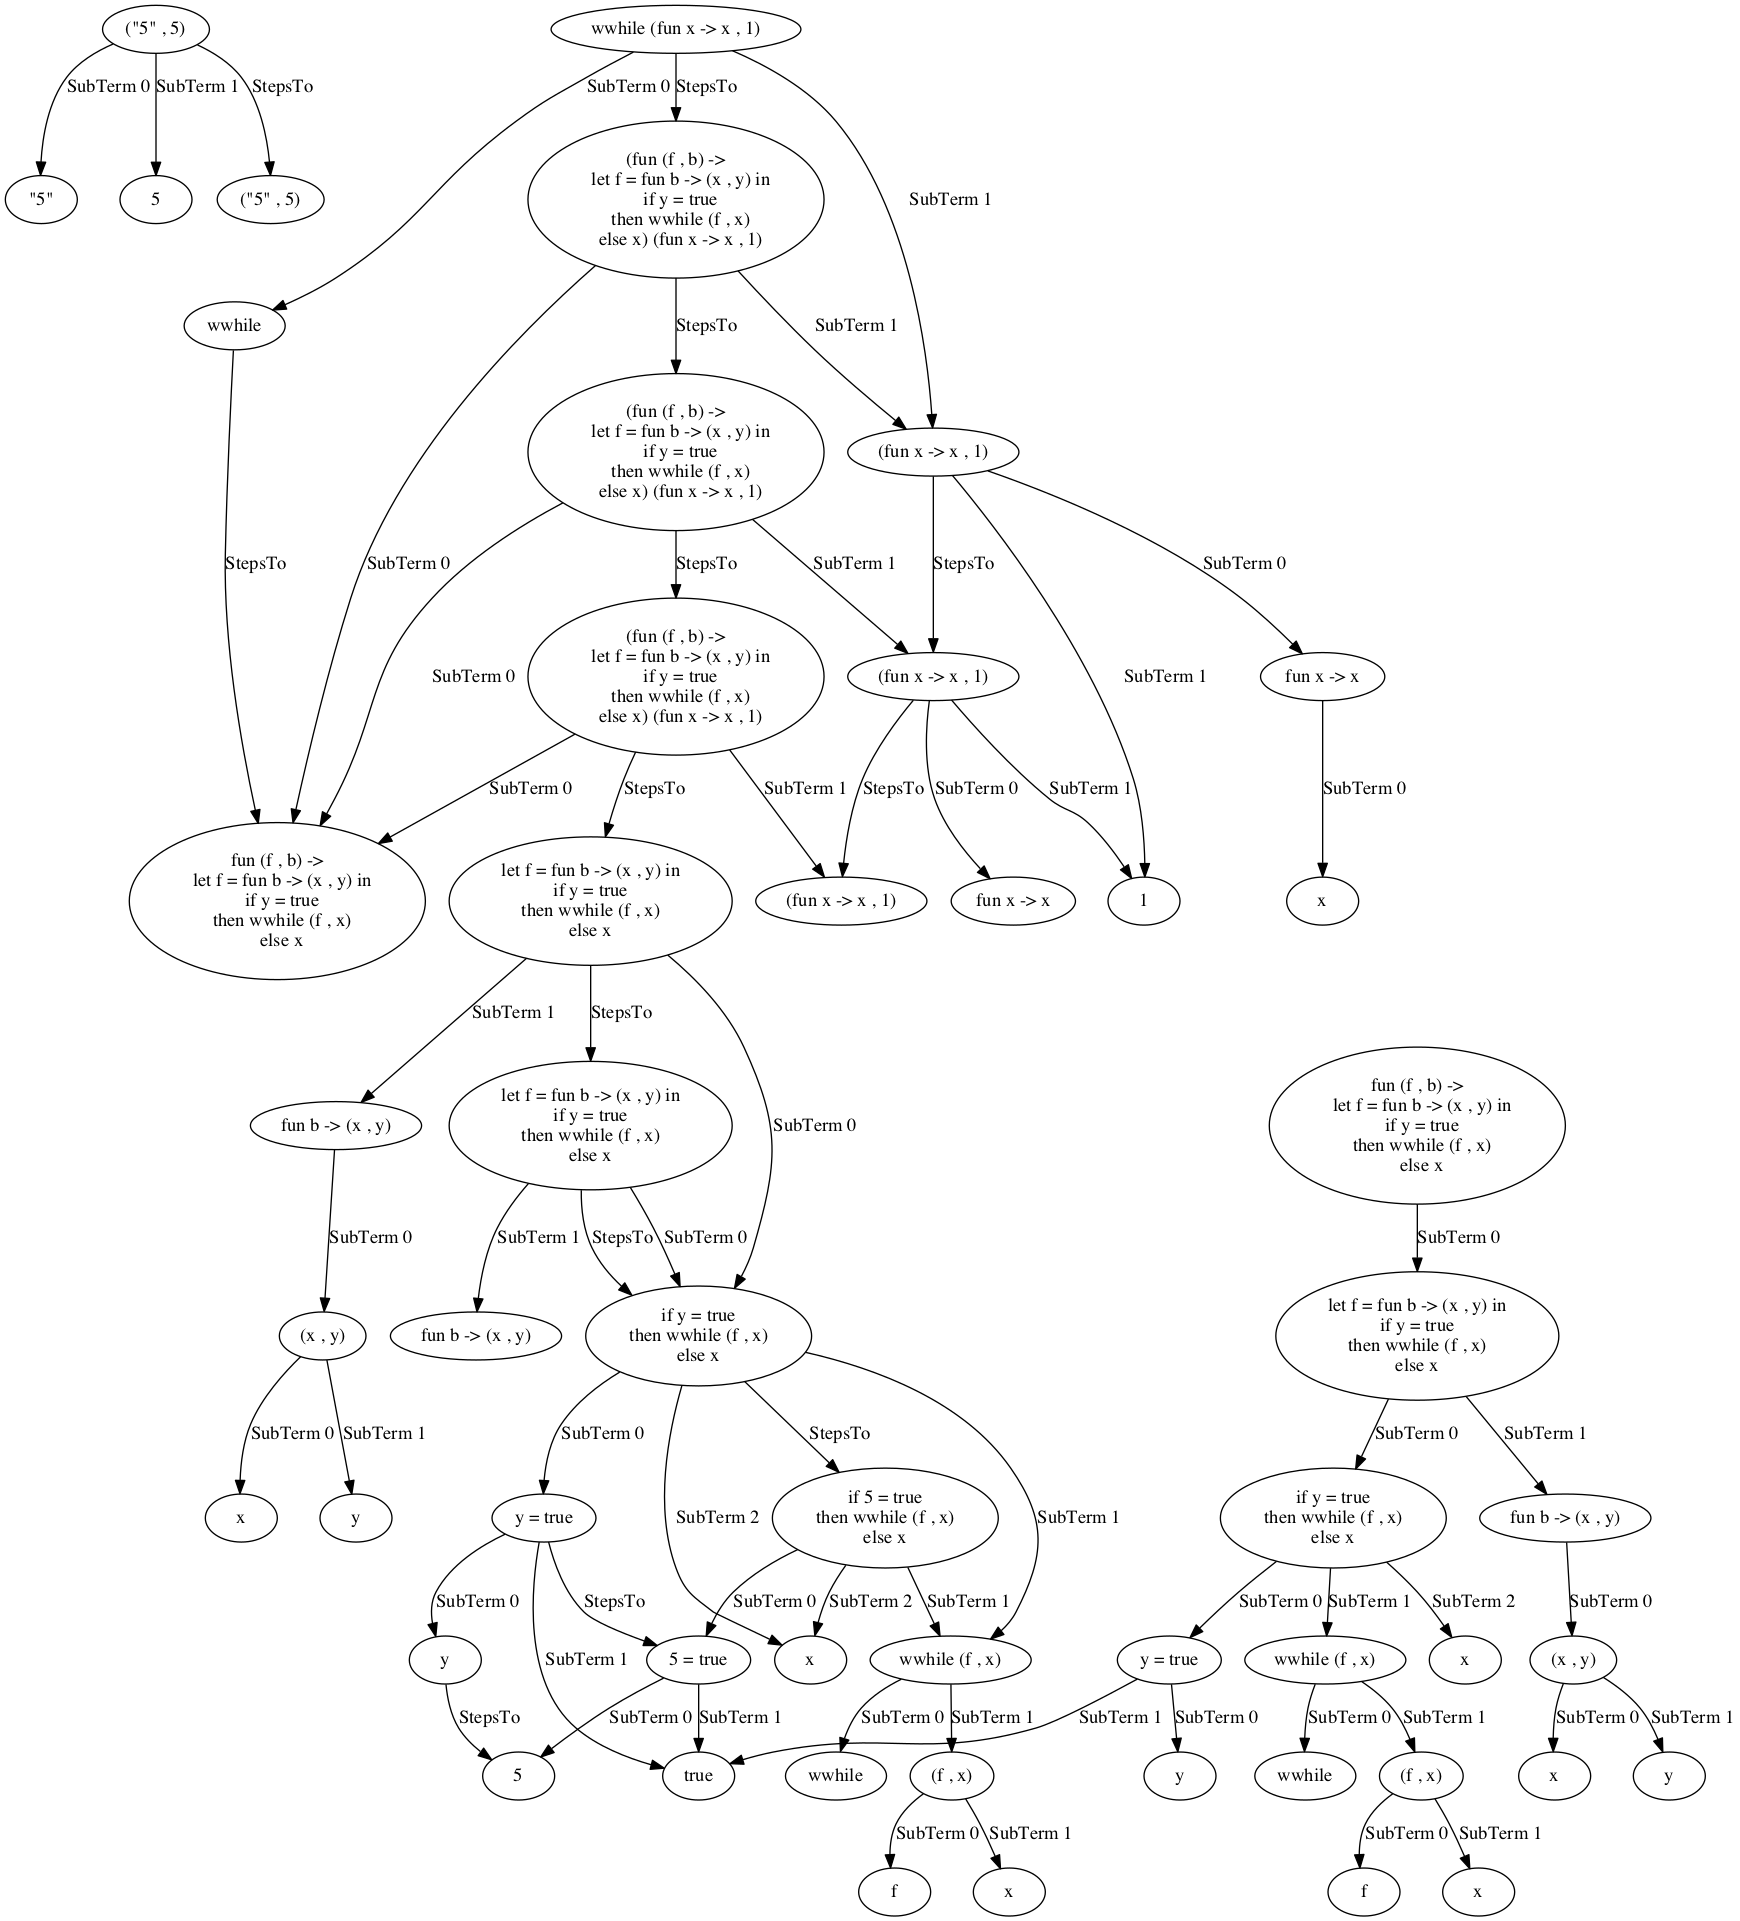 ("5" , 5)
wwhile (fun x -> x , 1)
SubTerm 0
SubTerm 1
StepsTo
SubTerm 0
StepsTo
"5"
5
("5" , 5)
(fun (f , b) ->
let f = fun b -> (x , y) in
if y = true
then wwhile (f , x)
else x) (fun x -> x , 1)
SubTerm 1
wwhile
StepsTo
SubTerm 1
(fun (f , b) ->
let f = fun b -> (x , y) in
if y = true
then wwhile (f , x)
else x) (fun x -> x , 1)
(fun x -> x , 1)
StepsTo
SubTerm 0
StepsTo
SubTerm 1
StepsTo
SubTerm 0
SubTerm 0
(fun (f , b) ->
let f = fun b -> (x , y) in
if y = true
then wwhile (f , x)
else x) (fun x -> x , 1)
(fun x -> x , 1)
SubTerm 1
fun x -> x
SubTerm 0
StepsTo
SubTerm 1
StepsTo
SubTerm 0
SubTerm 1
SubTerm 0
fun (f , b) ->
let f = fun b -> (x , y) in
if y = true
then wwhile (f , x)
else x
let f = fun b -> (x , y) in
if y = true
then wwhile (f , x)
else x
(fun x -> x , 1)
fun x -> x
1
x
SubTerm 1
StepsTo
fun b -> (x , y)
let f = fun b -> (x , y) in
if y = true
then wwhile (f , x)
else x
SubTerm 0
fun (f , b) ->
let f = fun b -> (x , y) in
if y = true
then wwhile (f , x)
else x
SubTerm 0
SubTerm 1
StepsTo
SubTerm 0
SubTerm 0
(x , y)
fun b -> (x , y)
if y = true
then wwhile (f , x)
else x
let f = fun b -> (x , y) in
if y = true
then wwhile (f , x)
else x
SubTerm 0
SubTerm 1
SubTerm 0
StepsTo
SubTerm 0
SubTerm 1
x
y
y = true
SubTerm 2
if 5 = true
then wwhile (f , x)
else x
SubTerm 1
if y = true
then wwhile (f , x)
else x
fun b -> (x , y)
SubTerm 0
StepsTo
SubTerm 0
SubTerm 2
SubTerm 1
SubTerm 0
SubTerm 1
SubTerm 2
SubTerm 0
y
SubTerm 1
5 = true
x
wwhile (f , x)
y = true
wwhile (f , x)
x
(x , y)
StepsTo
SubTerm 0
SubTerm 1
SubTerm 0
SubTerm 1
SubTerm 1
SubTerm 0
SubTerm 0
SubTerm 1
SubTerm 0
SubTerm 1
5
true
wwhile
(f , x)
y
wwhile
(f , x)
x
y
SubTerm 0
SubTerm 1
SubTerm 0
SubTerm 1
f
x
f
x